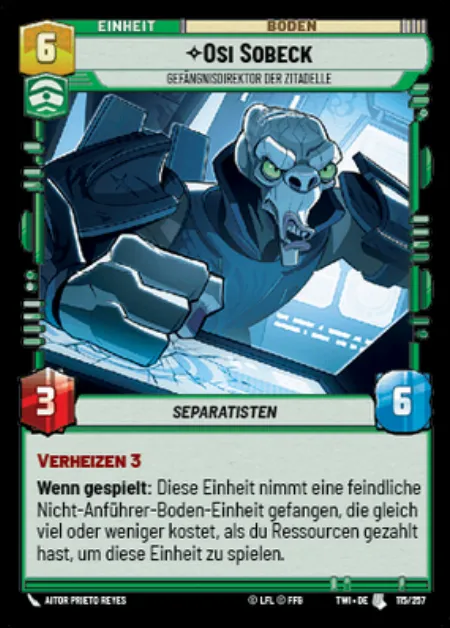 EINHEIT
BODEN
6
✧OSI SOBECK
GEFÄNGNISDIREKTOR DER ZITADELLE
3
SEPARATISTEN
6
VERHEIZEN 3
Wenn gespielt: Diese Einheit nimmt eine feindliche
Nicht-Anführer-Boden-Einheit gefangen, die gleich
viel oder weniger kostet, als du Ressourcen gezahlt
hast, um diese Einheit zu spielen.
AITOR PRIETO REYES
© LFL © FFG
TWI • DE
115/257